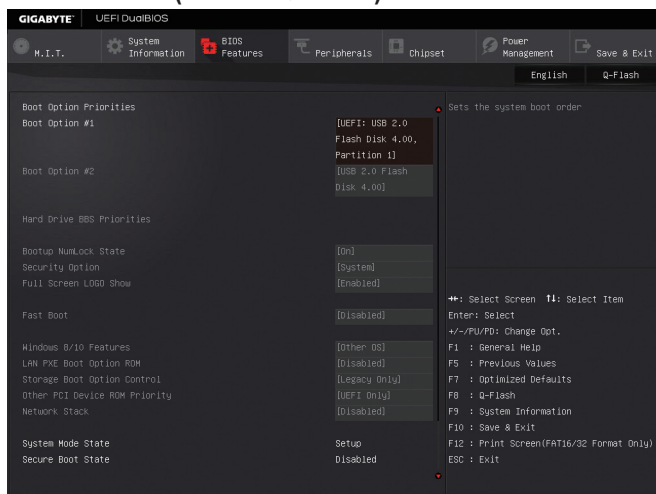 GIGABYTE™ UEFI DualBIOS
M.I.T.
System Information
BIOS Features
Peripherals
Chipset
Power Management
Save & Exit
English Q-Flash
Boot Option Priorities
Boot Option #1 [UEFI: USB 2.0
Flash Disk 4.00,
Partition 1]
Boot Option #2 [USB 2.0 Flash
Disk 4.00]
Hard Drive BBS Priorities
Bootup NumLock State [On]
Security Option [System]
Full Screen LOGO Show [Enabled]
Fast Boot [Disabled]
Windows 8/10 Features [Other OS]
LAN PXE Boot Option ROM [Disabled]
Storage Boot Option Control [Legacy Only]
Other PCI Device ROM Priority [UEFI Only]
Network Stack [Disabled]
System Mode State Setup
Secure Boot State Disabled
Sets the system boot order
→←: Select Screen ↑↓: Select Item
Enter: Select
+/-/PU/PD: Change Opt.
F1 : General Help
F5 : Previous Values
F7 : Optimized Defaults
F8 : Q-Flash
F9 : System Information
F10 : Save & Exit
F12 : Print Screen(FAT16/32 Format Only)
ESC : Exit